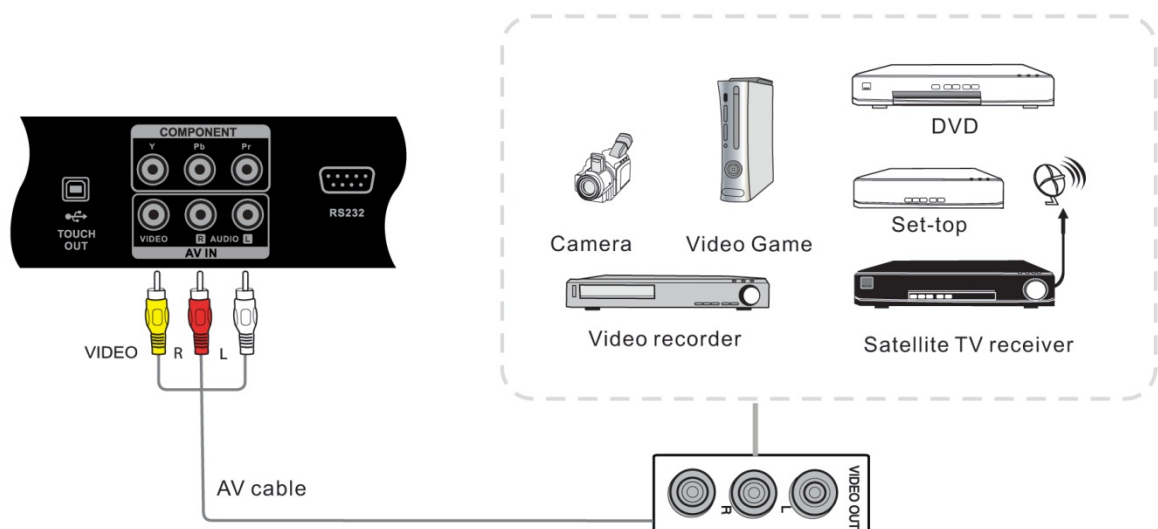 COMPONENT
Y Pb Pr
TOUCH
OUT
VIDEO R AUDIO L
AV IN
RS232
VIDEO R L
AV cable
DVD
Set-top
Camera Video Game
Video recorder
Satellite TV receiver
R L VIDEO OUT